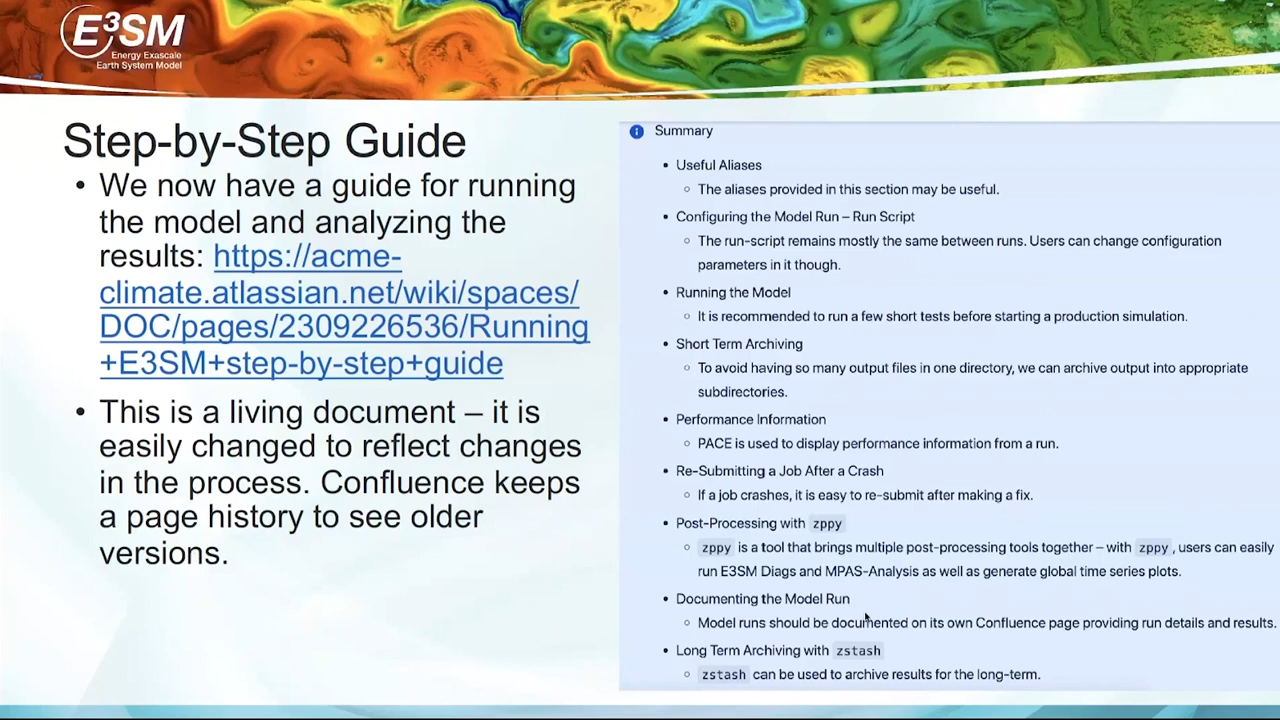 E³SM
Energy Exascale
Earth System Model
Step-by-Step Guide
• We now have a guide for running
the model and analyzing the
results: https://acme-
climate.atlassian.net/wiki/spaces/
DOC/pages/2309226536/Running
+E3SM+step-by-step+guide
• This is a living document – it is
easily changed to reflect changes
in the process. Confluence keeps
a page history to see older
versions.
Summary
• Useful Aliases
○ The aliases provided in this section may be useful.
• Configuring the Model Run – Run Script
○ The run-script remains mostly the same between runs. Users can change configuration
parameters in it though.
• Running the Model
○ It is recommended to run a few short tests before starting a production simulation.
• Short Term Archiving
○ To avoid having so many output files in one directory, we can archive output into appropriate
subdirectories.
• Performance Information
○ PACE is used to display performance information from a run.
• Re-Submitting a Job After a Crash
○ If a job crashes, it is easy to re-submit after making a fix.
• Post-Processing with zppy
○ zppy is a tool that brings multiple post-processing tools together – with zppy, users can easily
run E3SM Diags and MPAS-Analysis as well as generate global time series plots.
• Documenting the Model Run
○ Model runs should be documented on its own Confluence page providing run details and results.
• Long Term Archiving with zstash
○ zstash can be used to archive results for the long-term.